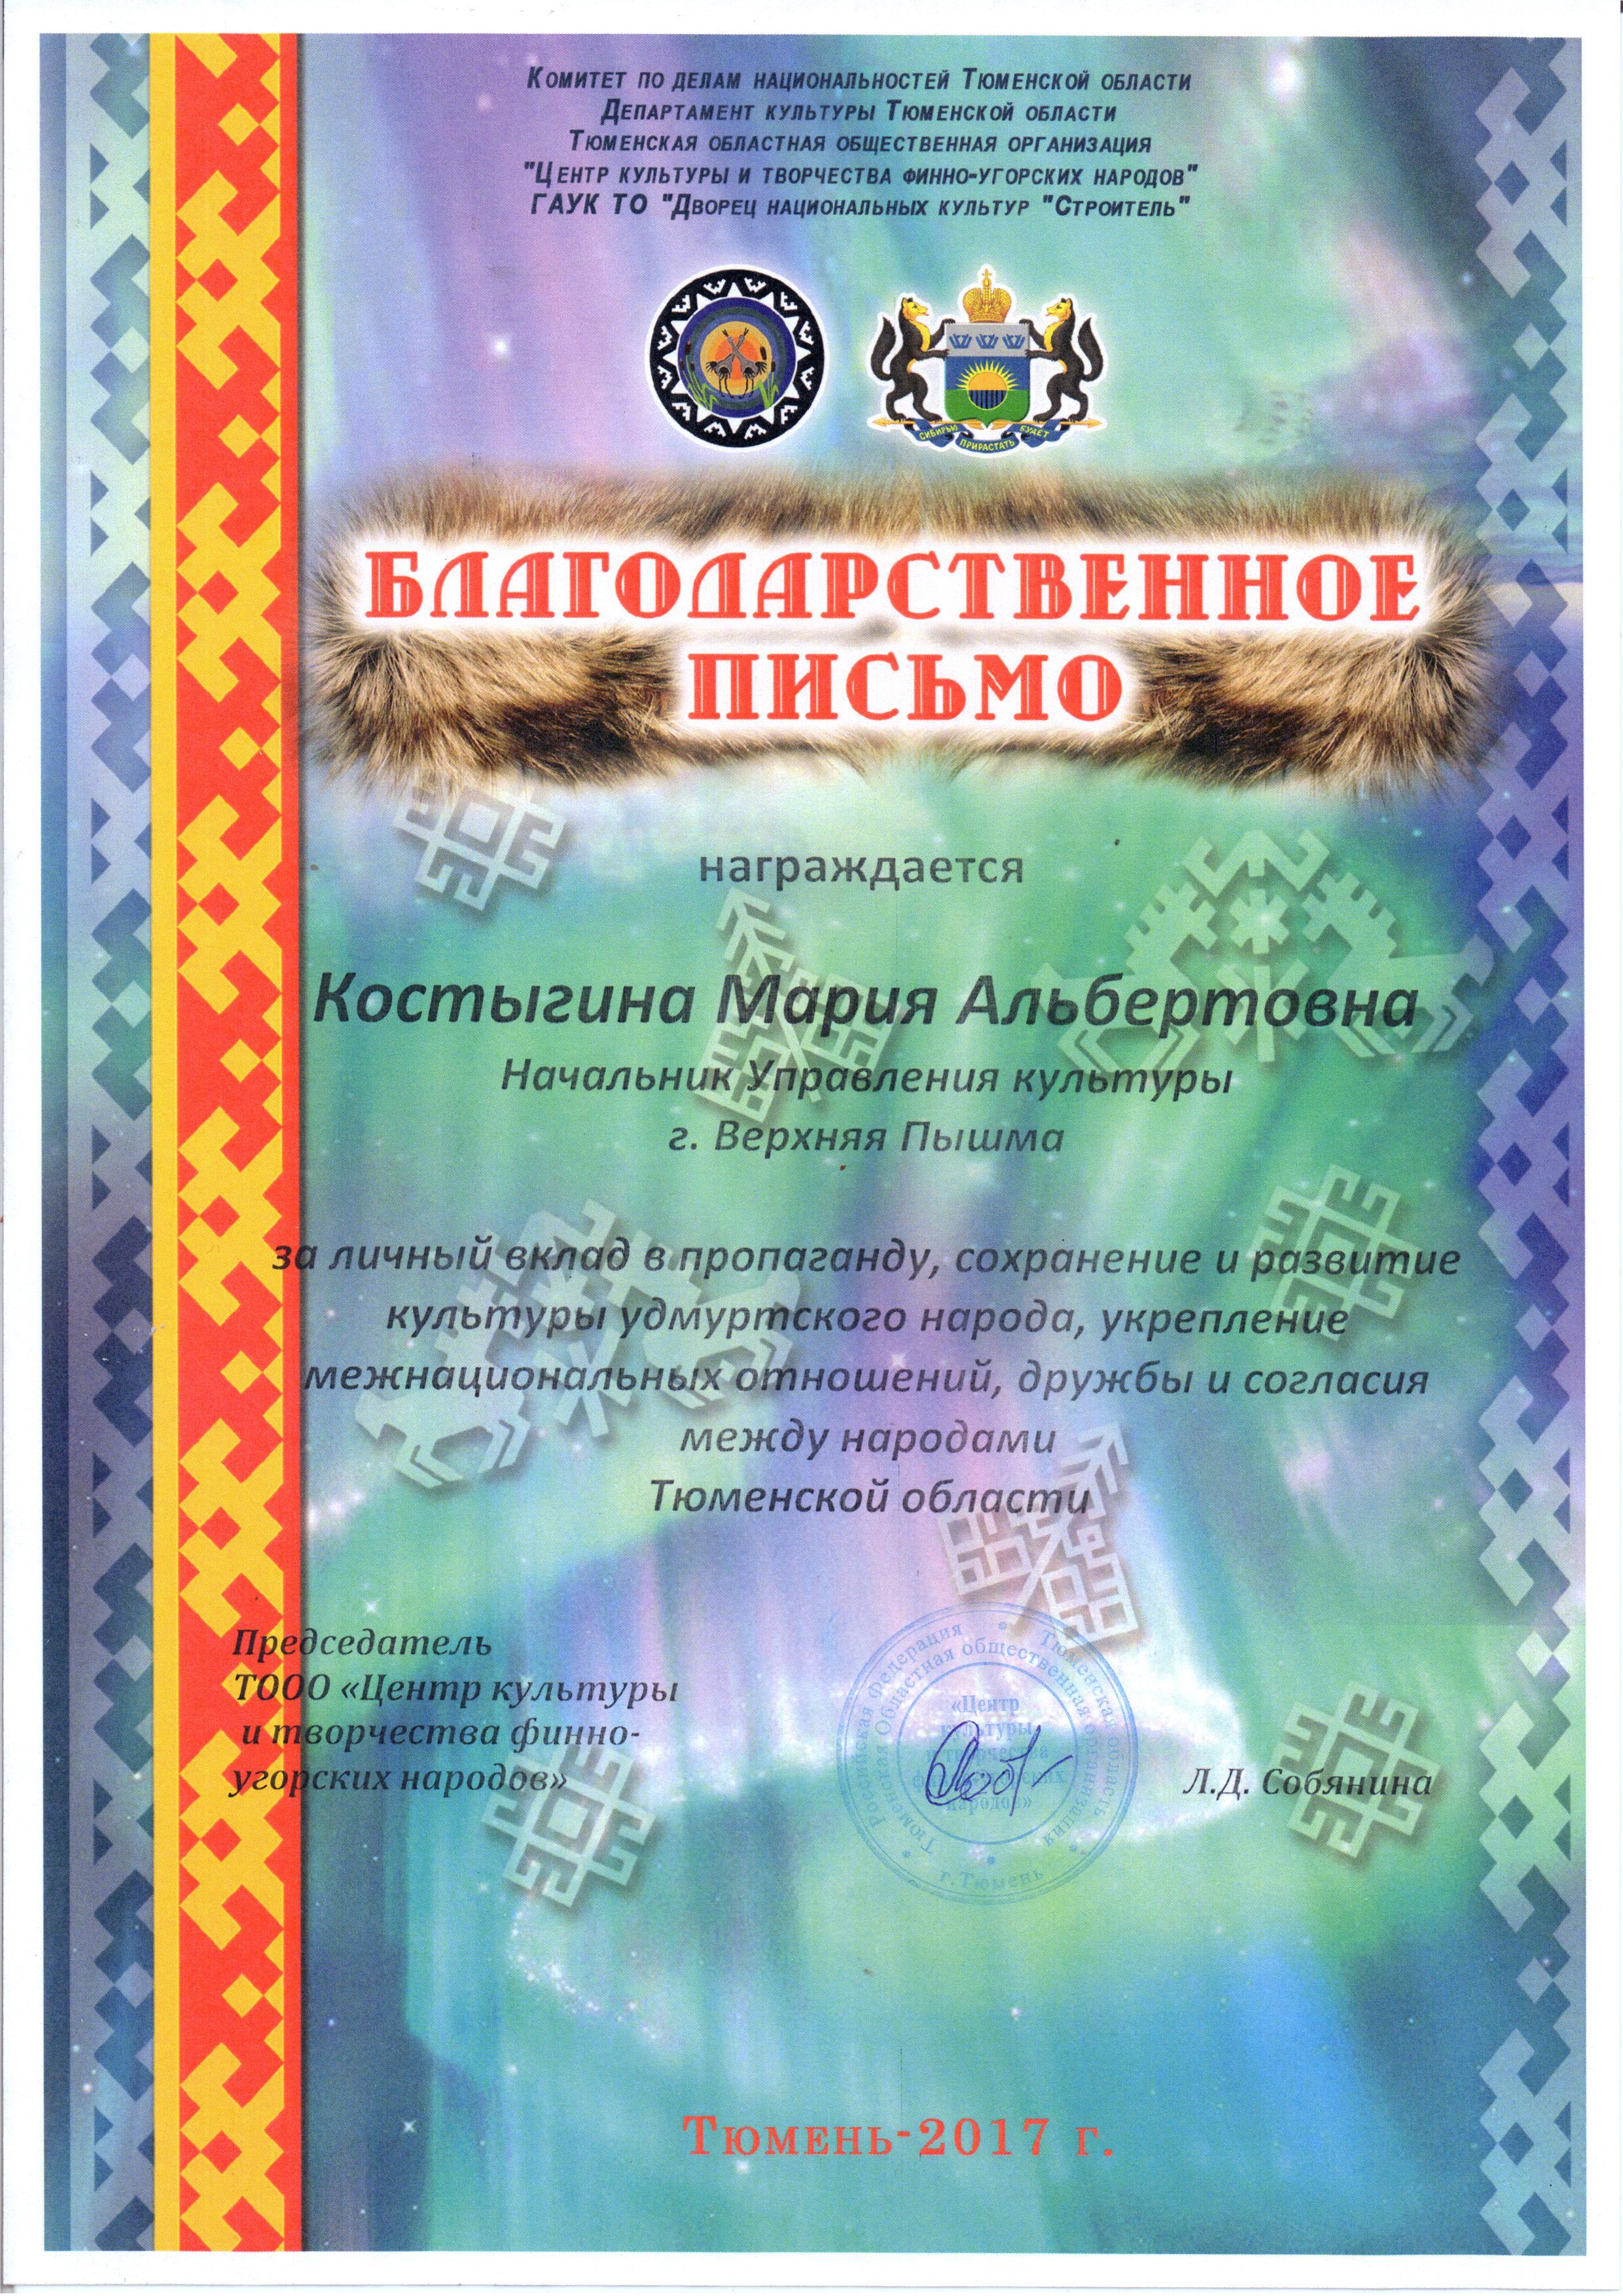 Комитет по делам национальностей Тюменской области
Департамент культуры Тюменской области
Тюменская областная общественная организация
"Центр культуры и творчества финно-угорских народов"
ГАУК ТО "Дворец национальных культур "Строитель"
СИБИРЬЮ ПРИРАСТАТЬ БУДЕТ
БЛАГОДАРСТВЕННОЕ
ПИСЬМО
награждается
Костыгина Мария Альбертовна
Начальник Управления культуры
г. Верхняя Пышма
за личный вклад в пропаганду, сохранение и развитие
культуры удмуртского народа, укрепление
межнациональных отношений, дружбы и согласия
между народами
Тюменской области
Председатель
ТООО «Центр культуры
и творчества финно-
угорских народов»
Российская Федерация * Тюменская область * г. Тюмень
Тюменская Областная общественная организация
«Центр
культуры
творчества
народов»
Л.Д. Собянина
Тюмень-2017 г.